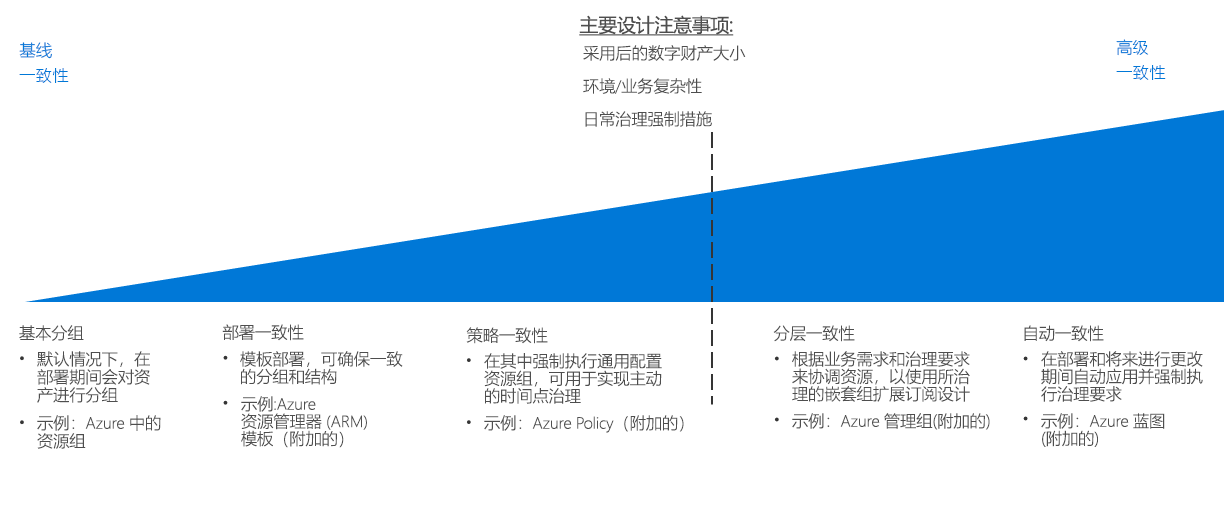 主要设计注意事项:
采用后的数字财产大小
环境/业务复杂性
日常治理强制措施
基线
一致性
高级
一致性
基本分组
• 默认情况下，在
部署期间会对资
产进行分组
• 示例：Azure 中的
资源组
部署一致性
• 模板部署，可确保一致
的分组和结构
• 示例:Azure
资源管理器 (ARM)
模板（附加的）
策略一致性
• 在其中强制执行通用配置
资源组，可用于实现主动
的时间点治理
• 示例：Azure Policy（附加的）
分层一致性
• 根据业务需求和治理要求
来协调资源，以使用所治
理的嵌套组扩展订阅设计
• 示例：Azure 管理组(附加的)
自动一致性
• 在部署和将来进行更改
期间自动应用并强制执
行治理要求
• 示例：Azure 蓝图
(附加的)